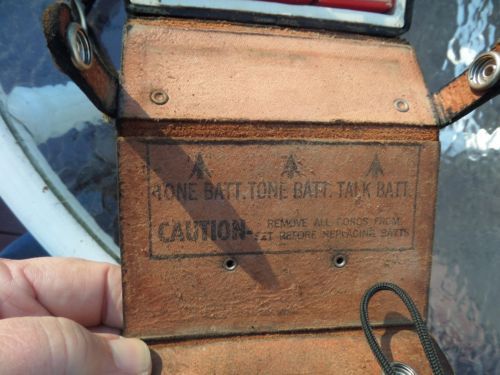 TONE BATT. TONE BATT. TALK BATT.
CAUTION- REMOVE ALL CORDS FROM
SET BEFORE REPLACING BATTS